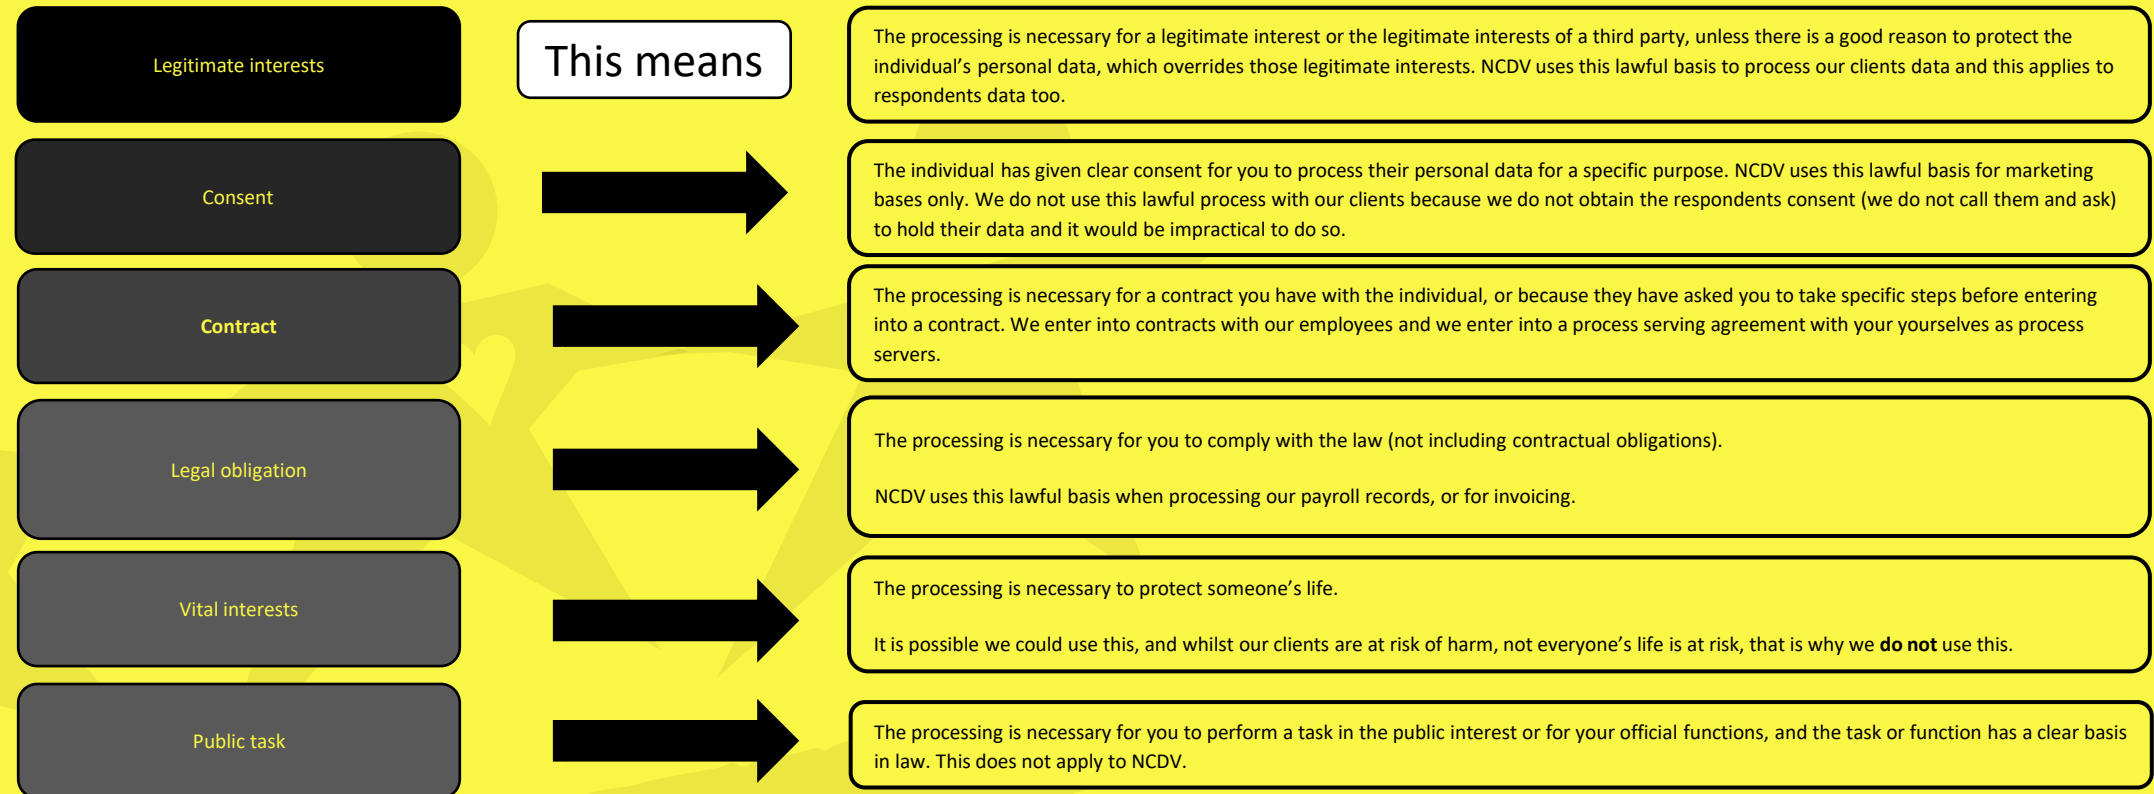 Legitimate interests
This means
The processing is necessary for a legitimate interest or the legitimate interests of a third party, unless there is a good reason to protect the
individual's personal data, which overrides those legitimate interests. NCDV uses this lawful basis to process our clients data and this applies to
respondents data too.
Consent
The individual has given clear consent for you to process their personal data for a specific purpose. NCDV uses this lawful basis for marketing
bases only. We do not use this lawful process with our clients because we do not obtain the respondents consent (we do not call them and ask)
to hold their data and it would be impractical to do so.
Contract
The processing is necessary for a contract you have with the individual, or because they have asked you to take specific steps before entering
into a contract. We enter into contracts with our employees and we enter into a process serving agreement with your yourselves as process
servers.
Legal obligation
The processing is necessary for you to comply with the law (not including contractual obligations).
NCDV uses this lawful basis when processing our payroll records, or for invoicing.
Vital interests
The processing is necessary to protect someone's life.
It is possible we could use this, and whilst our clients are at risk of harm, not everyone's life is at risk, that is why we do not use this.
Public task
The processing is necessary for you to perform a task in the public interest or for your official functions, and the task or function has a clear basis
in law. This does not apply to NCDV.